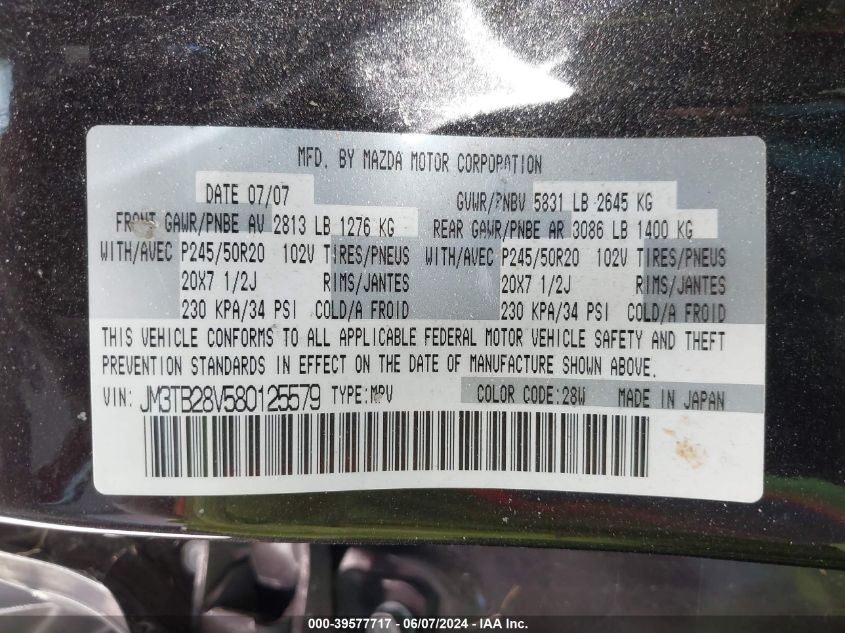 MFD. BY MAZDA MOTOR CORPORATION
DATE 07/07 GVWR/PNBV 5831 LB 2645 KG
FRONT GAWR/PNBE AV 2813 LB 1276 KG REAR GAWR/PNBE AR 3086 LB 1400 KG
WITH/AVEC P245/50R20 102V TIRES/PNEUS WITH/AVEC P245/50R20 102V TIRES/PNEUS
20X7 1/2J RIMS/JANTES 20X7 1/2J RIMS/JANTES
230 KPA/34 PSI COLD/A FROID 230 KPA/34 PSI COLD/A FROID
THIS VEHICLE CONFORMS TO ALL APPLICABLE FEDERAL MOTOR VEHICLE SAFETY AND THEFT
PREVENTION STANDARDS IN EFFECT ON THE DATE OF MANUFACTURE SHOWN ABOVE.
VIN: JM3TB28V580125579 TYPE:MPV COLOR CODE:28W MADE IN JAPAN
000-39577717 - 06/07/2024 - IAA Inc.